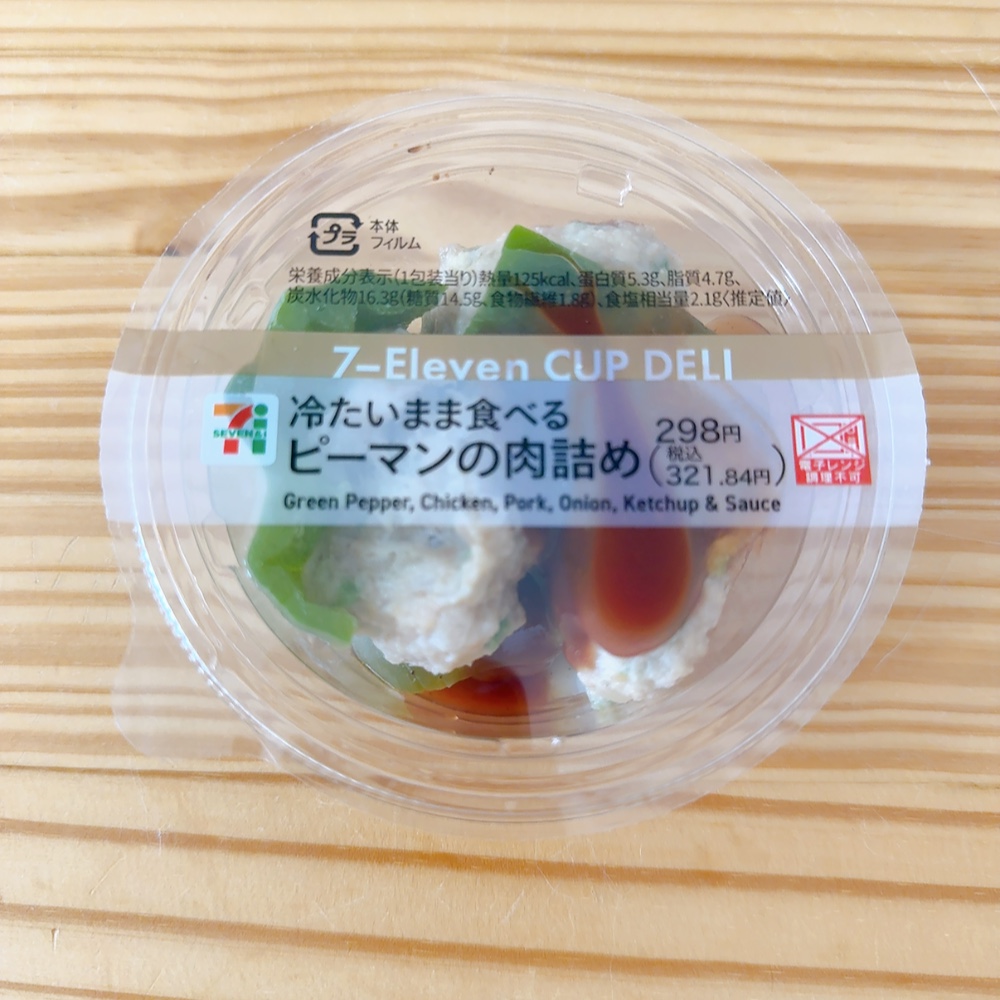 プラ
本体
フィルム
栄養成分表示(1包装当り)熱量125kcal、蛋白質5.3g、脂質4.7g、
炭水化物16.3g(糖質14.5g、食物繊維1.8g)、食塩相当量2.1g〈推定値〉
7-Eleven CUP DELI
SEVEN&i
冷たいまま食べる
ピーマンの肉詰め
298円
(税込
321.84円)
Green Pepper, Chicken, Pork, Onion, Ketchup & Sauce
電子レンジ
調理不可